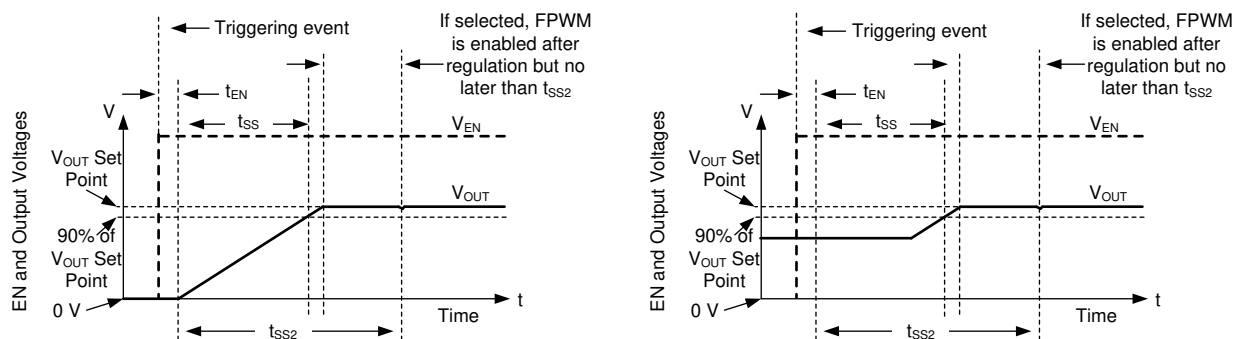 Triggering event
If selected, FPWM
is enabled after
regulation but no
later than tSS2
tEN
V
tSS
VEN
VOUT Set
Point
VOUT
90% of
VOUT Set
Point
0 V
t
Time
tSS2
EN and Output Voltages
Triggering event
If selected, FPWM
is enabled after
regulation but no
later than tSS2
tEN
V
tSS
VEN
VOUT Set
Point
VOUT
90% of
VOUT Set
Point
0 V
t
Time
tSS2
EN and Output Voltages